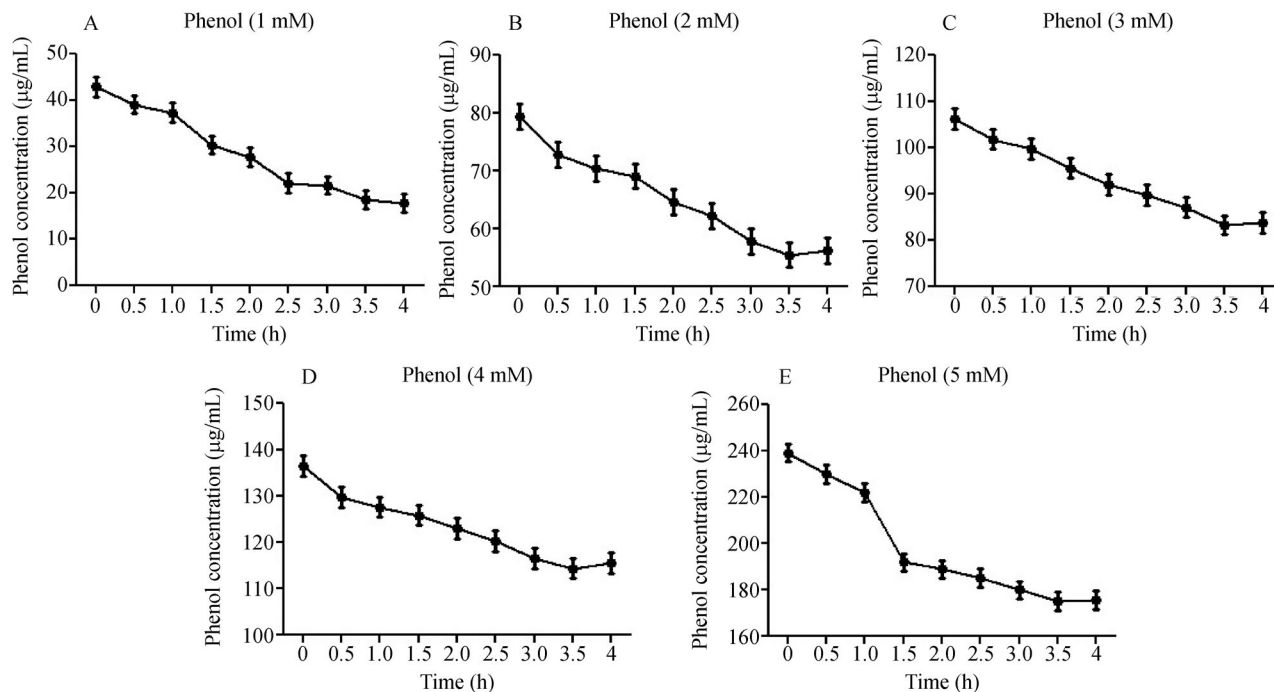 A Phenol (1 mM)
Phenol concentration (µg/mL)
50
40
30
20
10
0
0 0.5 1.0 1.5 2.0 2.5 3.0 3.5 4
Time (h)
B Phenol (2 mM)
Phenol concentration (µg/mL)
90
80
70
60
50
0 0.5 1.0 1.5 2.0 2.5 3.0 3.5 4
Time (h)
C Phenol (3 mM)
Phenol concentration (µg/mL)
120
110
100
90
80
70
0 0.5 1.0 1.5 2.0 2.5 3.0 3.5 4
Time (h)
D Phenol (4 mM)
Phenol concentration (µg/mL)
150
140
130
120
110
100
0 0.5 1.0 1.5 2.0 2.5 3.0 3.5 4
Time (h)
E Phenol (5 mM)
Phenol concentration (µg/mL)
260
240
220
200
180
160
0 0.5 1.0 1.5 2.0 2.5 3.0 3.5 4
Time (h)